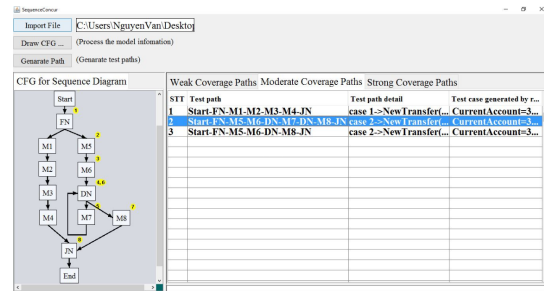 SequenceConcur
Import File C:\Users\NguyenVan\Desktop
Draw CFG ... (Process the model infomation)
Genarate Path (Genarate test paths)
CFG for Sequence Diagram
Start
1
FN
2
M1 M5
3
M2 M6
4, 6
M3 DN
5 7
M4 M7 M8
8
JN
End
Weak Coverage Paths Moderate Coverage Paths Strong Coverage Paths
STT Test path Test path detail Test case generated by r...
1 Start-FN-M1-M2-M3-M4-JN case 1->NewTransfer(... CurrentAccount=3...
2 Start-FN-M5-M6-DN-M7-DN-M8-JN case 2->NewTransfer(... CurrentAccount=3...
3 Start-FN-M5-M6-DN-M8-JN case 2->NewTransfer(... CurrentAccount=3...